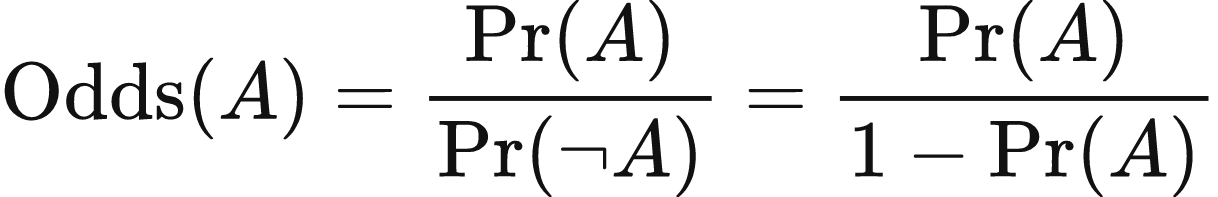 Odds(A) = Pr(A) / Pr(¬A) = Pr(A) / 1 − Pr(A)